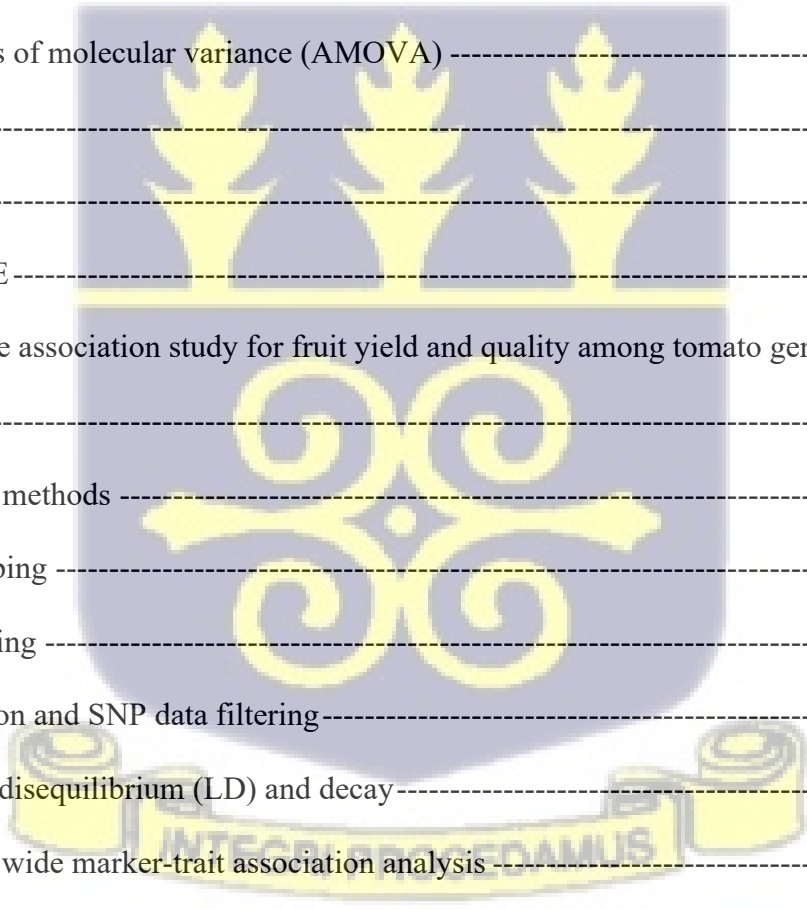 s of molecular variance (AMOVA) ----------------------------------
--------------------------------------------------------------------------
--------------------------------------------------------------------------
E------------------------------------------------------------------------
e association study for fruit yield and quality among tomato ger
--------------------------------------------------------------------------
methods ---------------------------------------------------------------
ping ----------------------------------------------------------------------
ing -----------------------------------------------------------------------
on and SNP data filtering----------------------------------------------
disequilibrium (LD) and decay---------------------------------------
wide marker-trait association analysis ------------------------------
INTEGRI PROCEDAMUS